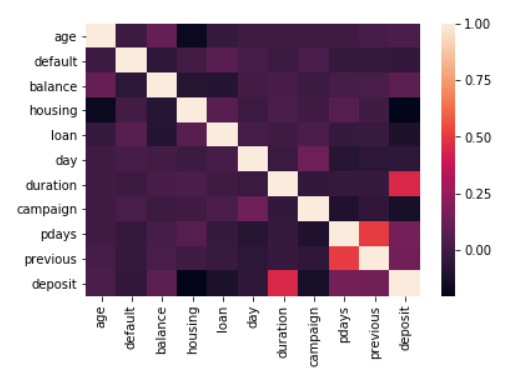 age
default
balance
housing
loan
day
duration
campaign
pdays
previous
deposit
age
default
balance
housing
loan
day
duration
campaign
pdays
previous
deposit
1.00
0.75
0.50
0.25
0.00